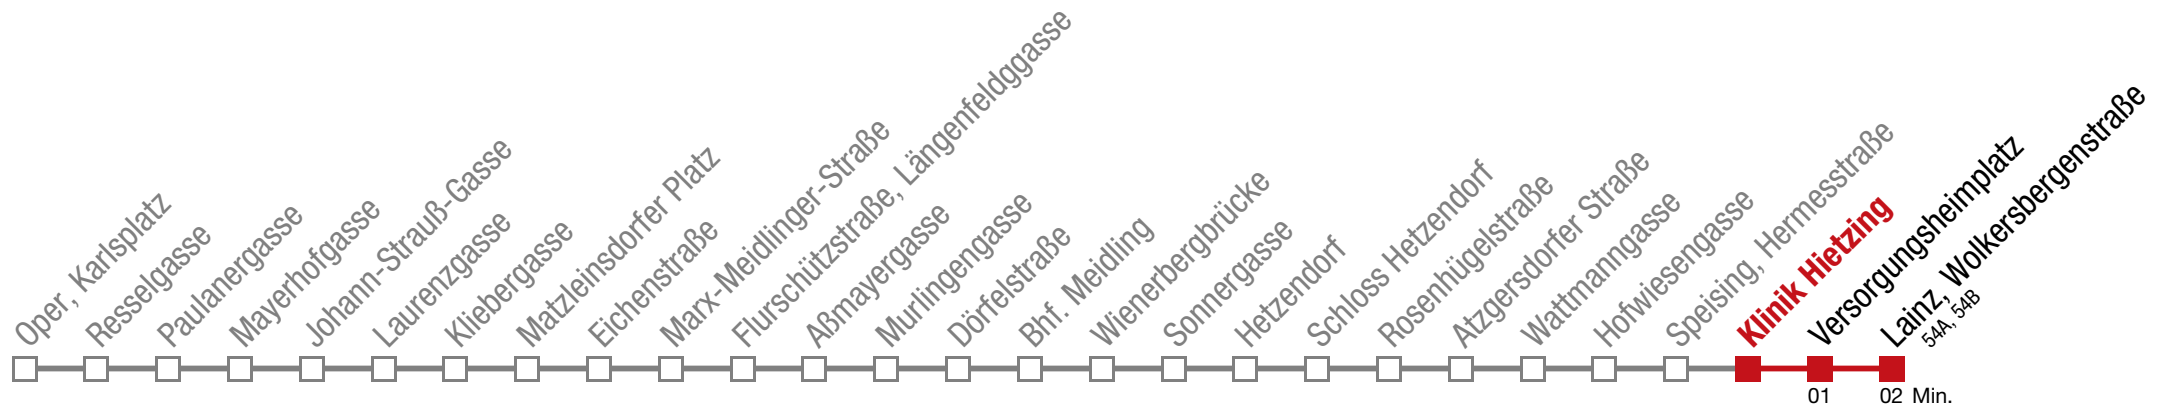 Oper, Karlsplatz
Resselgasse
Paulanergasse
Mayerhofgasse
Johann-Strauß-Gasse
Laurenzgasse
Kliebergasse
Matzleinsdorfer Platz
Eichenstraße
Marx-Meidlinger-Straße
Flurschützstraße, Längenfeldggasse
Aßmayergasse
Murlingengasse
Dörfelstraße
Bhf. Meidling
Wienerbergbrücke
Sonnergasse
Hetzendorf
Schloss Hetzendorf
Rosenhügelstraße
Atzgersdorfer Straße
Wattmanngasse
Hofwiesengasse
Speising, Hermesstraße
Klinik Hietzing
Versorgungsheimplatz
Lainz, Wolkersbergenstraße
54A, 54B
01 02 Min.